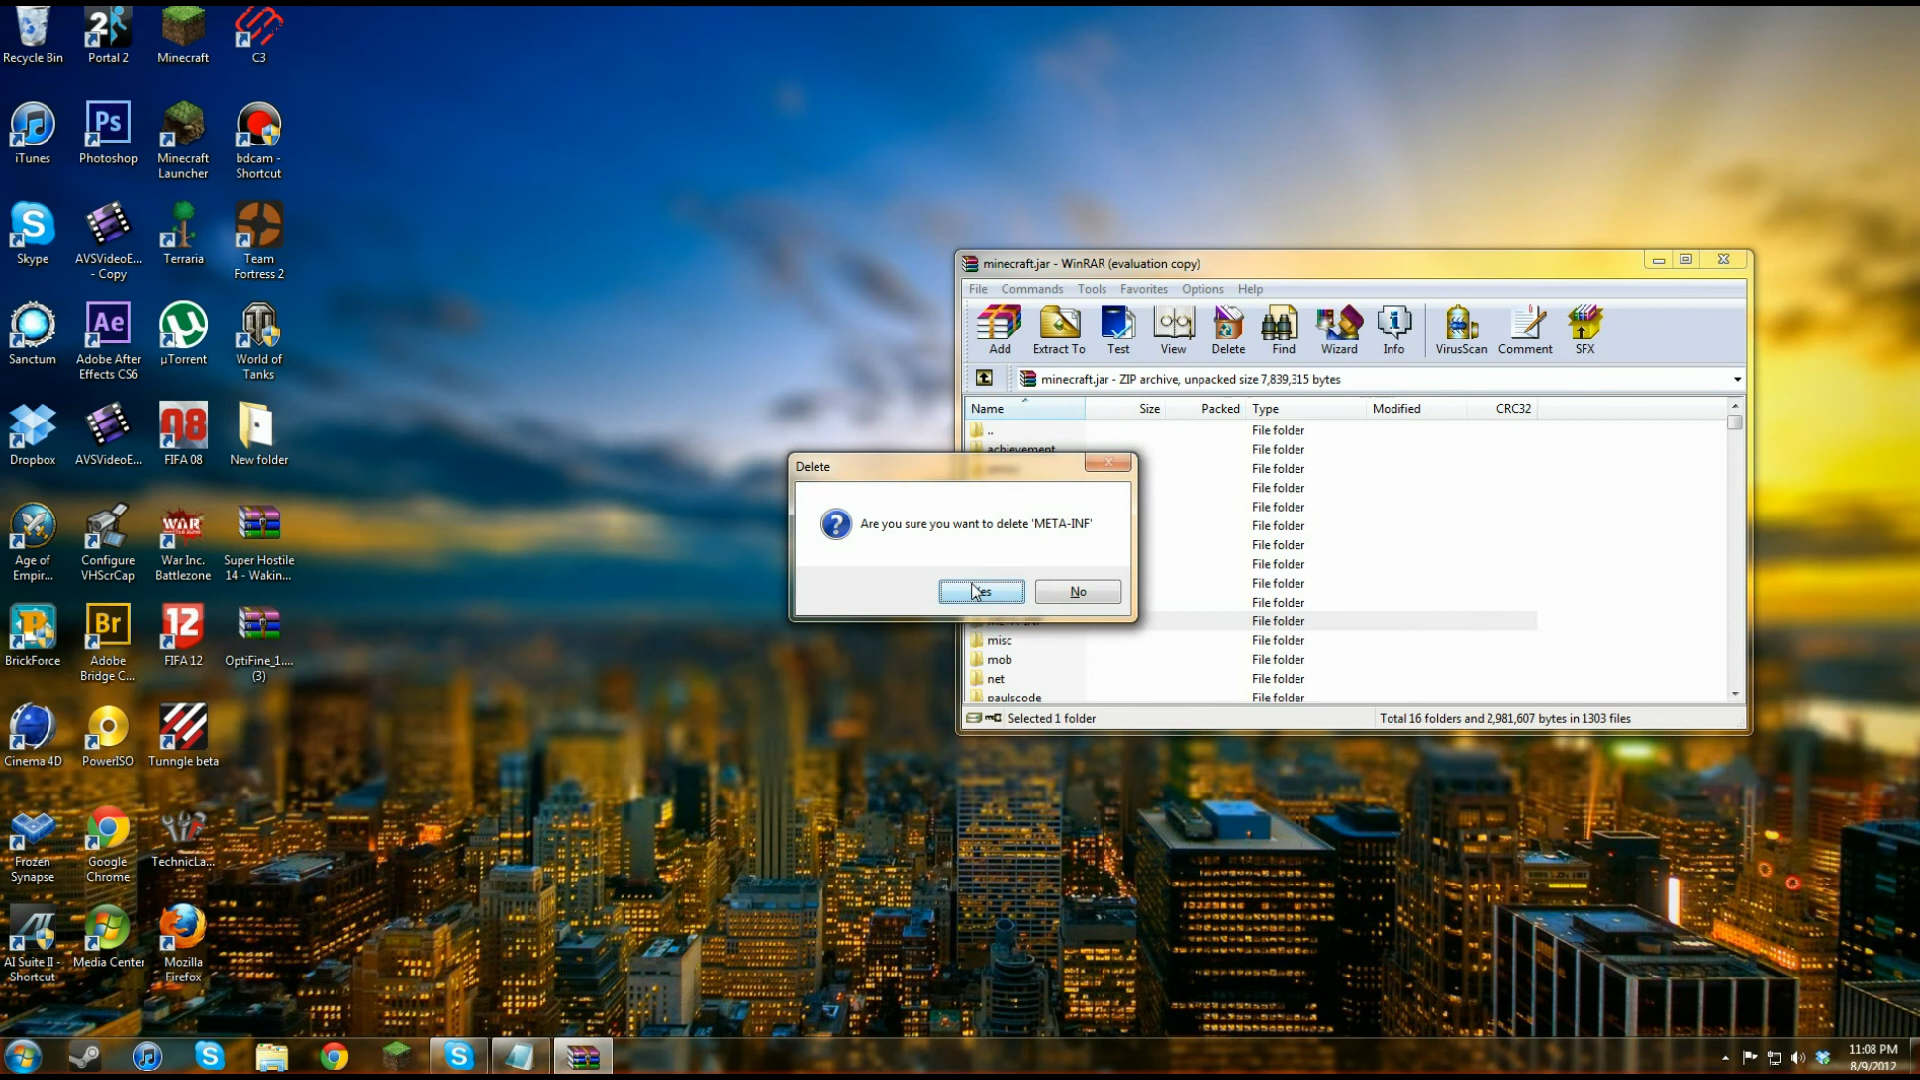 Recycle Bin
Portal 2
Minecraft
C3
iTunes
Photoshop
Minecraft
Launcher
bdcam -
Shortcut
Skype
AVSVideoE...
- Copy
Terraria
Team
Fortress 2
Sanctum
Adobe After
Effects CS6
µTorrent
World of
Tanks
Dropbox
AVSVideoE...
FIFA 08
New folder
Age of
Empir...
Configure
VHScrCap
War Inc.
Battlezone
Super Hostile
14 - Wakin...
BrickForce
Adobe
Bridge C...
FIFA 12
OptiFine_1....
(3)
Cinema 4D
PowerISO
Tunngle beta
Frozen
Synapse
Google
Chrome
TechnicLa...
AI Suite II -
Shortcut
Media Center
Mozilla
Firefox
minecraft.jar - WinRAR (evaluation copy)
File Commands Tools Favorites Options Help
Add Extract To Test View Delete Find Wizard Info VirusScan Comment SFX
minecraft.jar - ZIP archive, unpacked size 7,839,315 bytes
Name Size Packed Type Modified CRC32
.. File folder
achievement File folder
File folder
File folder
File folder
File folder
File folder
File folder
File folder
File folder
META-INF File folder
misc File folder
mob File folder
net File folder
paulscode File folder
Selected 1 folder
Total 16 folders and 2,981,607 bytes in 1303 files
Delete
Are you sure you want to delete 'META-INF'
Yes
No
11:08 PM
8/9/2012